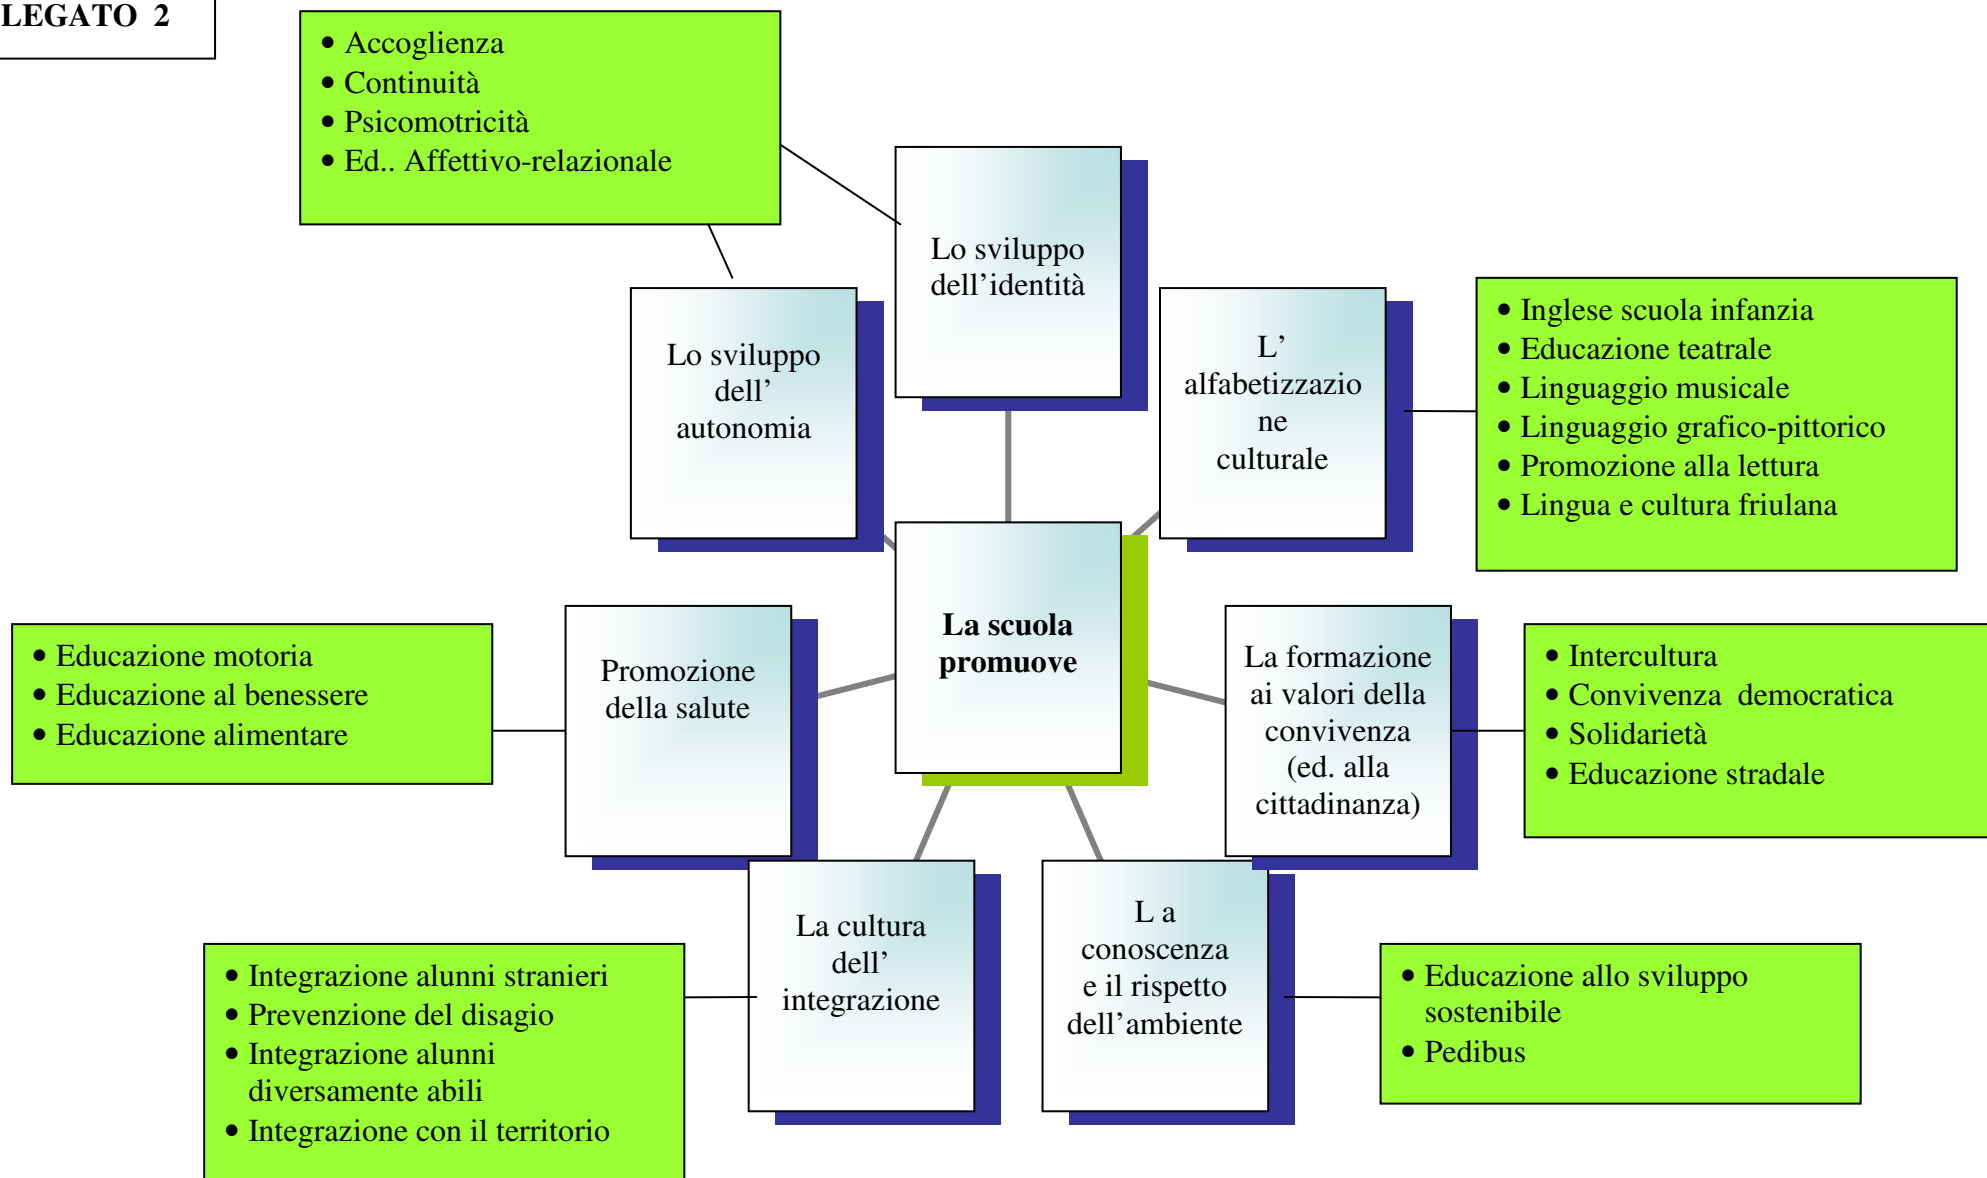 LEGATO 2
• Accoglienza
• Continuità
• Psicomotricità
• Ed.. Affettivo-relazionale
Lo sviluppo
dell’identità
Lo sviluppo
dell’
autonomia
L’
alfabetizzazio
ne
culturale
• Inglese scuola infanzia
• Educazione teatrale
• Linguaggio musicale
• Linguaggio grafico-pittorico
• Promozione alla lettura
• Lingua e cultura friulana
La scuola
promuove
• Educazione motoria
• Educazione al benessere
• Educazione alimentare
Promozione
della salute
La formazione
ai valori della
convivenza
(ed. alla
cittadinanza)
• Intercultura
• Convivenza democratica
• Solidarietà
• Educazione stradale
• Integrazione alunni stranieri
• Prevenzione del disagio
• Integrazione alunni
diversamente abili
• Integrazione con il territorio
La cultura
dell’
integrazione
L a
conoscenza
e il rispetto
dell’ambiente
• Educazione allo sviluppo
sostenibile
• Pedibus